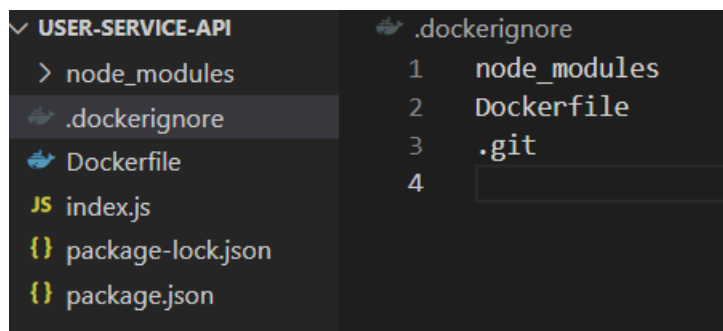 USER-SERVICE-API
node_modules
.dockerignore
Dockerfile
JS index.js
{} package-lock.json
{} package.json
.dockerignore
1 node_modules
2 Dockerfile
3 .git
4